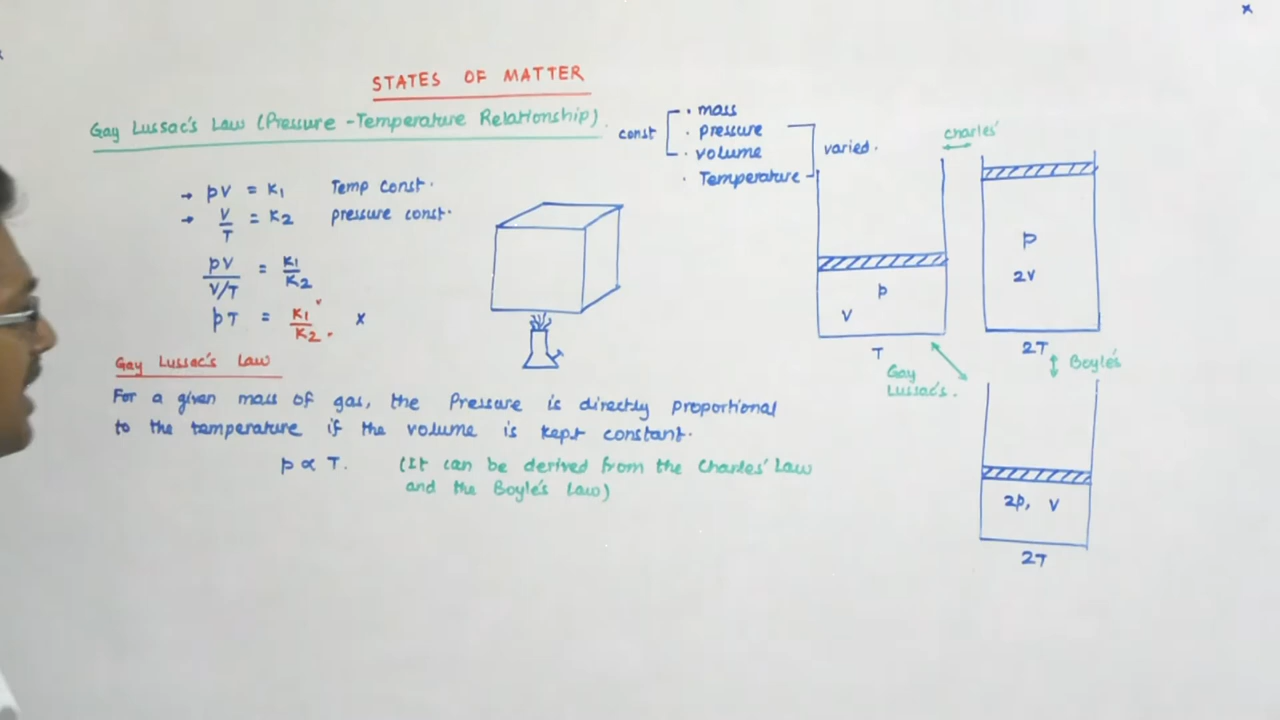 STATES OF MATTER
Gay Lussac's Law (Pressure - Temperature Relationship)
const
· mass
· pressure
· volume
· Temperature
varied.
→ pV = K1 Temp const.
→ V/T = K2 pressure const.
pV / V/T = K1/K2
pT = K1/K2 . x
Gay Lussac's Law
For a given mass of gas, the Pressure is directly proportional
to the temperature if the volume is kept constant.
p ∝ T. (It can be derived from the Charles' Law
and the Boyle's Law)
charles'
p
V
T
p
2V
2T
Gay
Lussac's.
Boyle's
2p, V
2T
x